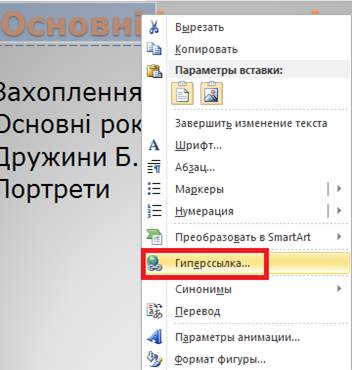 Основні
Захоплення
Основні рок
Дружини Б.
Портрети
Вырезать
Копировать
Параметры вставки:
Завершить изменение текста
Шрифт...
Абзац...
Маркеры
Нумерация
Преобразовать в SmartArt
Гиперссылка...
Синонимы
Перевод
Параметры анимации...
Формат фигуры...